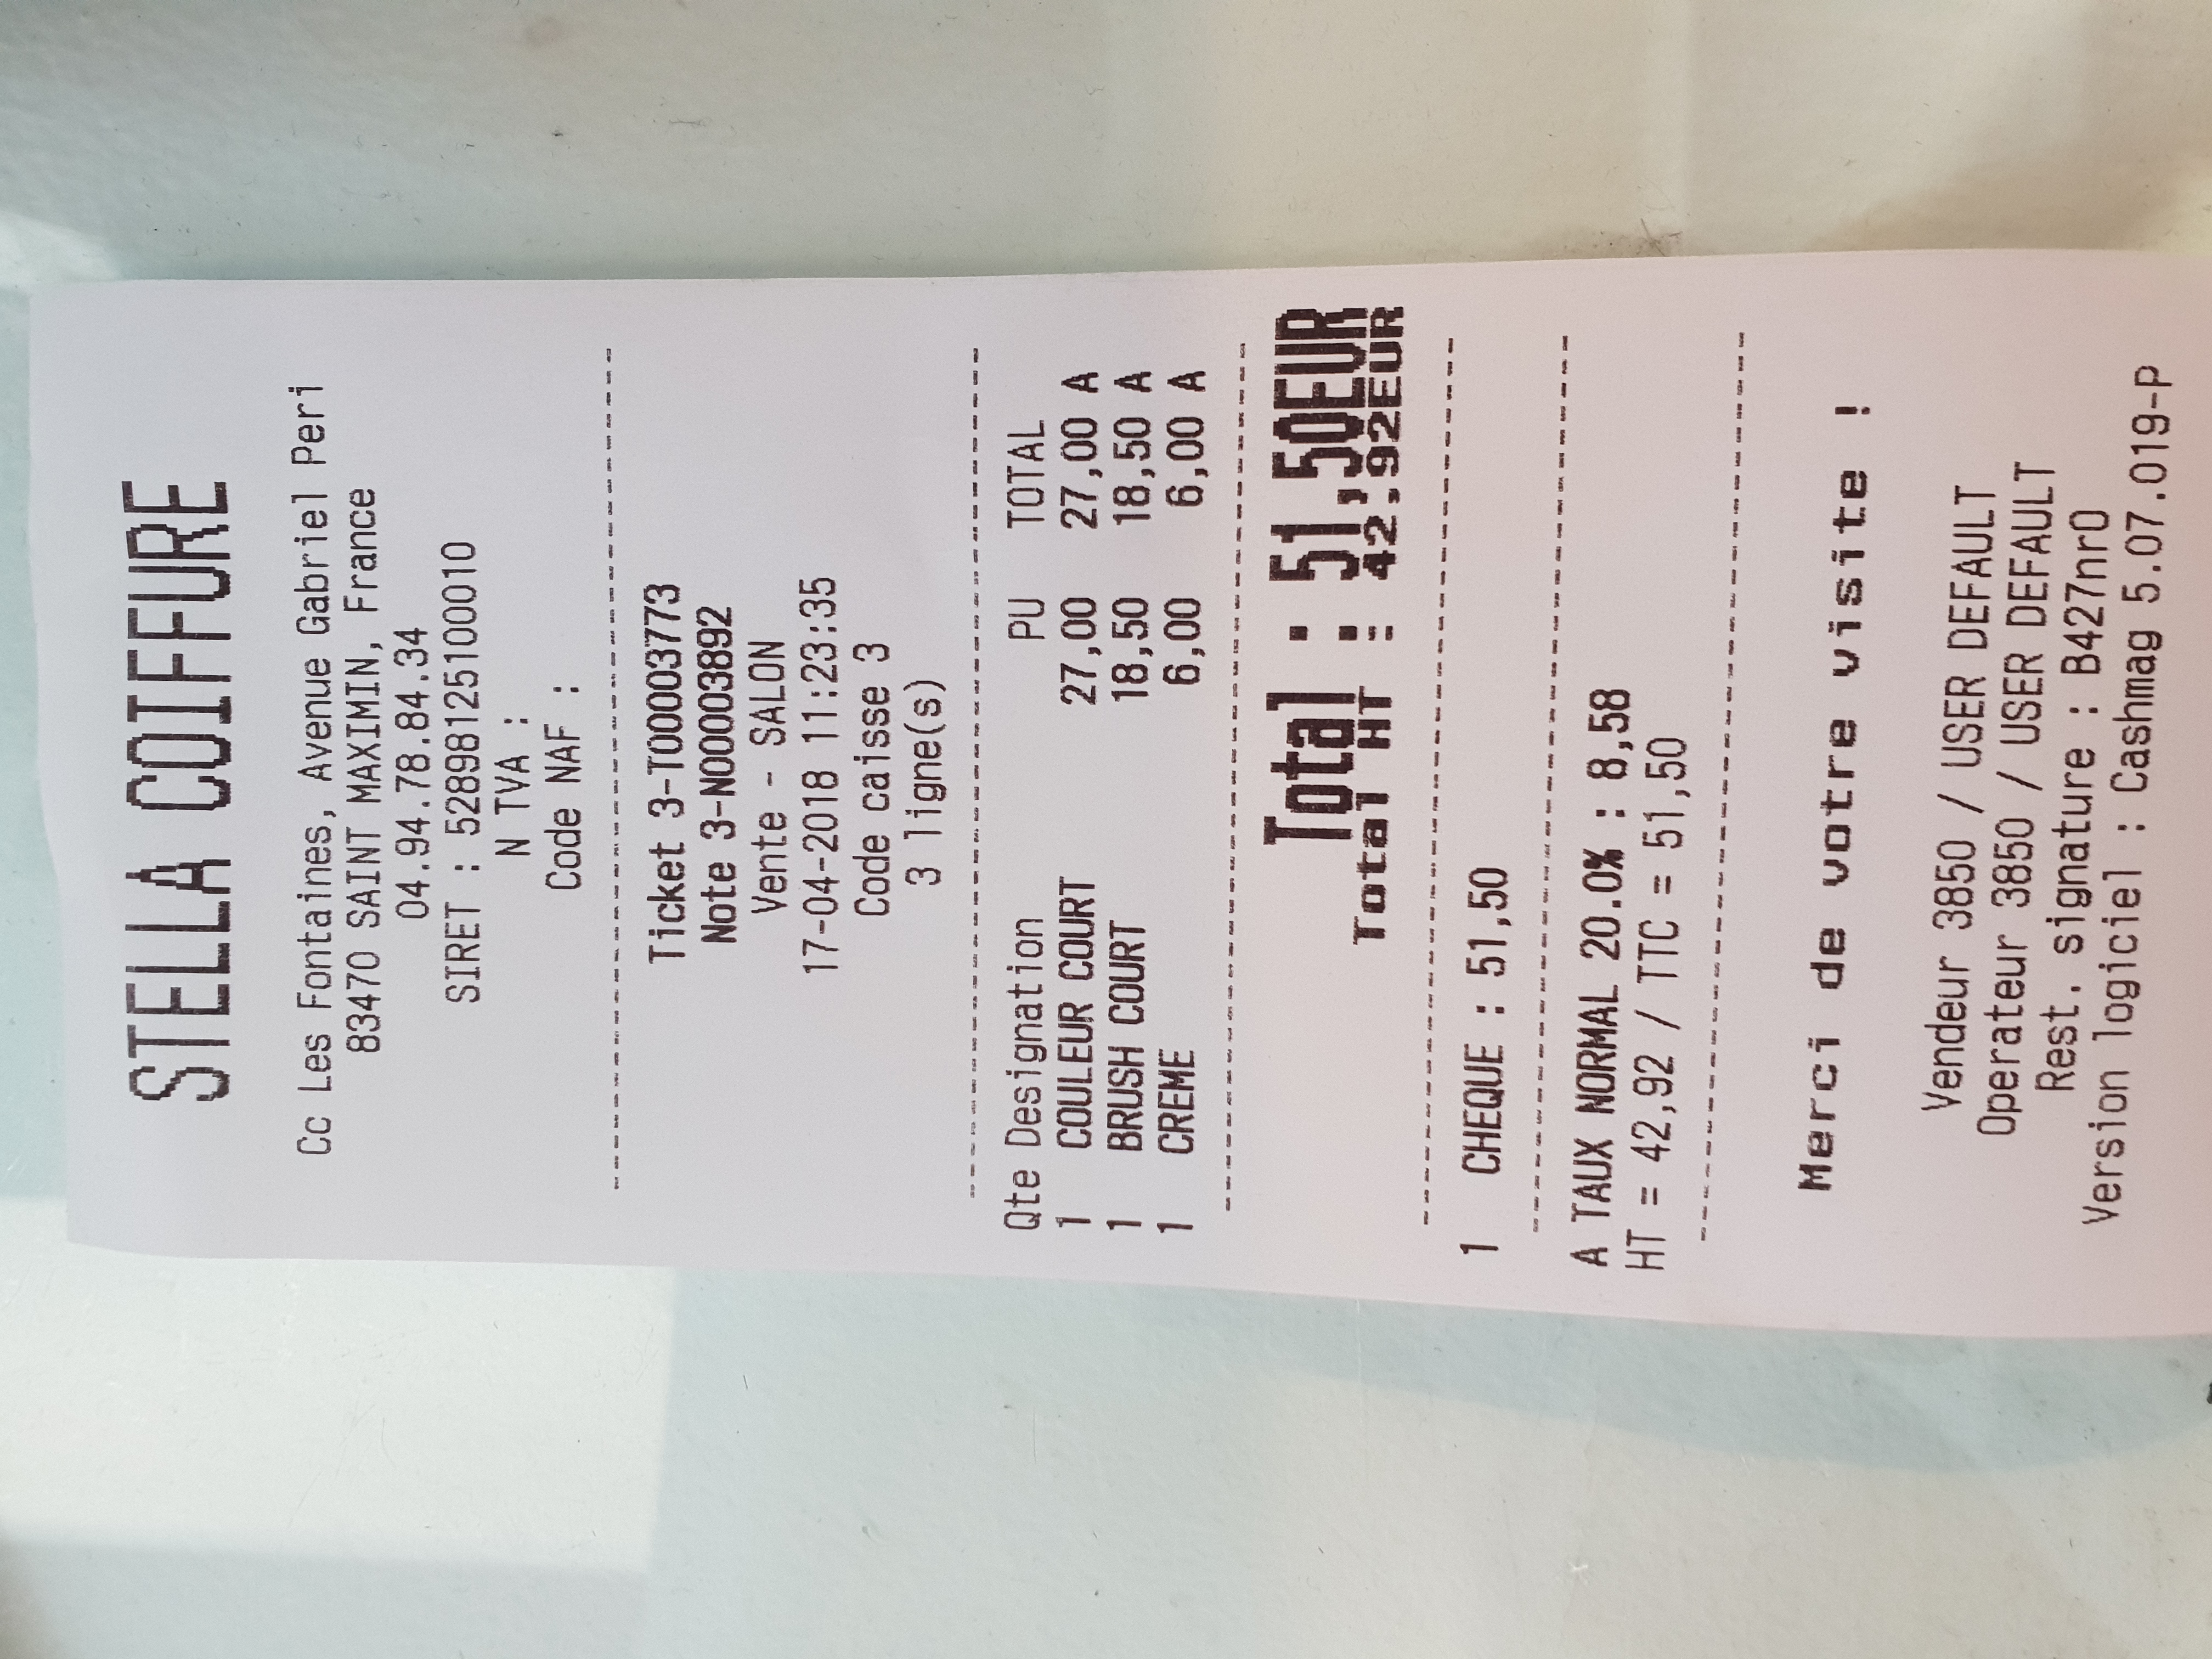 STELLA COIFFURE
Cc Les Fontaines, Avenue Gabriel Peri
83470 SAINT MAXIMIN, France
04.94.78.84.34
SIRET : 52898125100010
N TVA :
Code NAF :
Ticket 3-T00003773
Note 3-N00003892
Vente - SALON
17-04-2018 11:23:35
Code caisse 3
3 ligne(s)
Qte Designation PU TOTAL
1 COULEUR COURT 27,00 27,00 A
1 BRUSH COURT 18,50 18,50 A
1 CREME 6,00 6,00 A
Total : 51,50EUR
Total HT : 42,92EUR
1 CHEQUE : 51,50
A TAUX NORMAL 20.0% : 8,58
HT = 42,92 / TTC = 51,50
Merci de votre visite !
Vendeur 3850 / USER DEFAULT
Operateur 3850 / USER DEFAULT
Rest. signature : B427nrO
Version logiciel : Cashmag 5.07.019-P